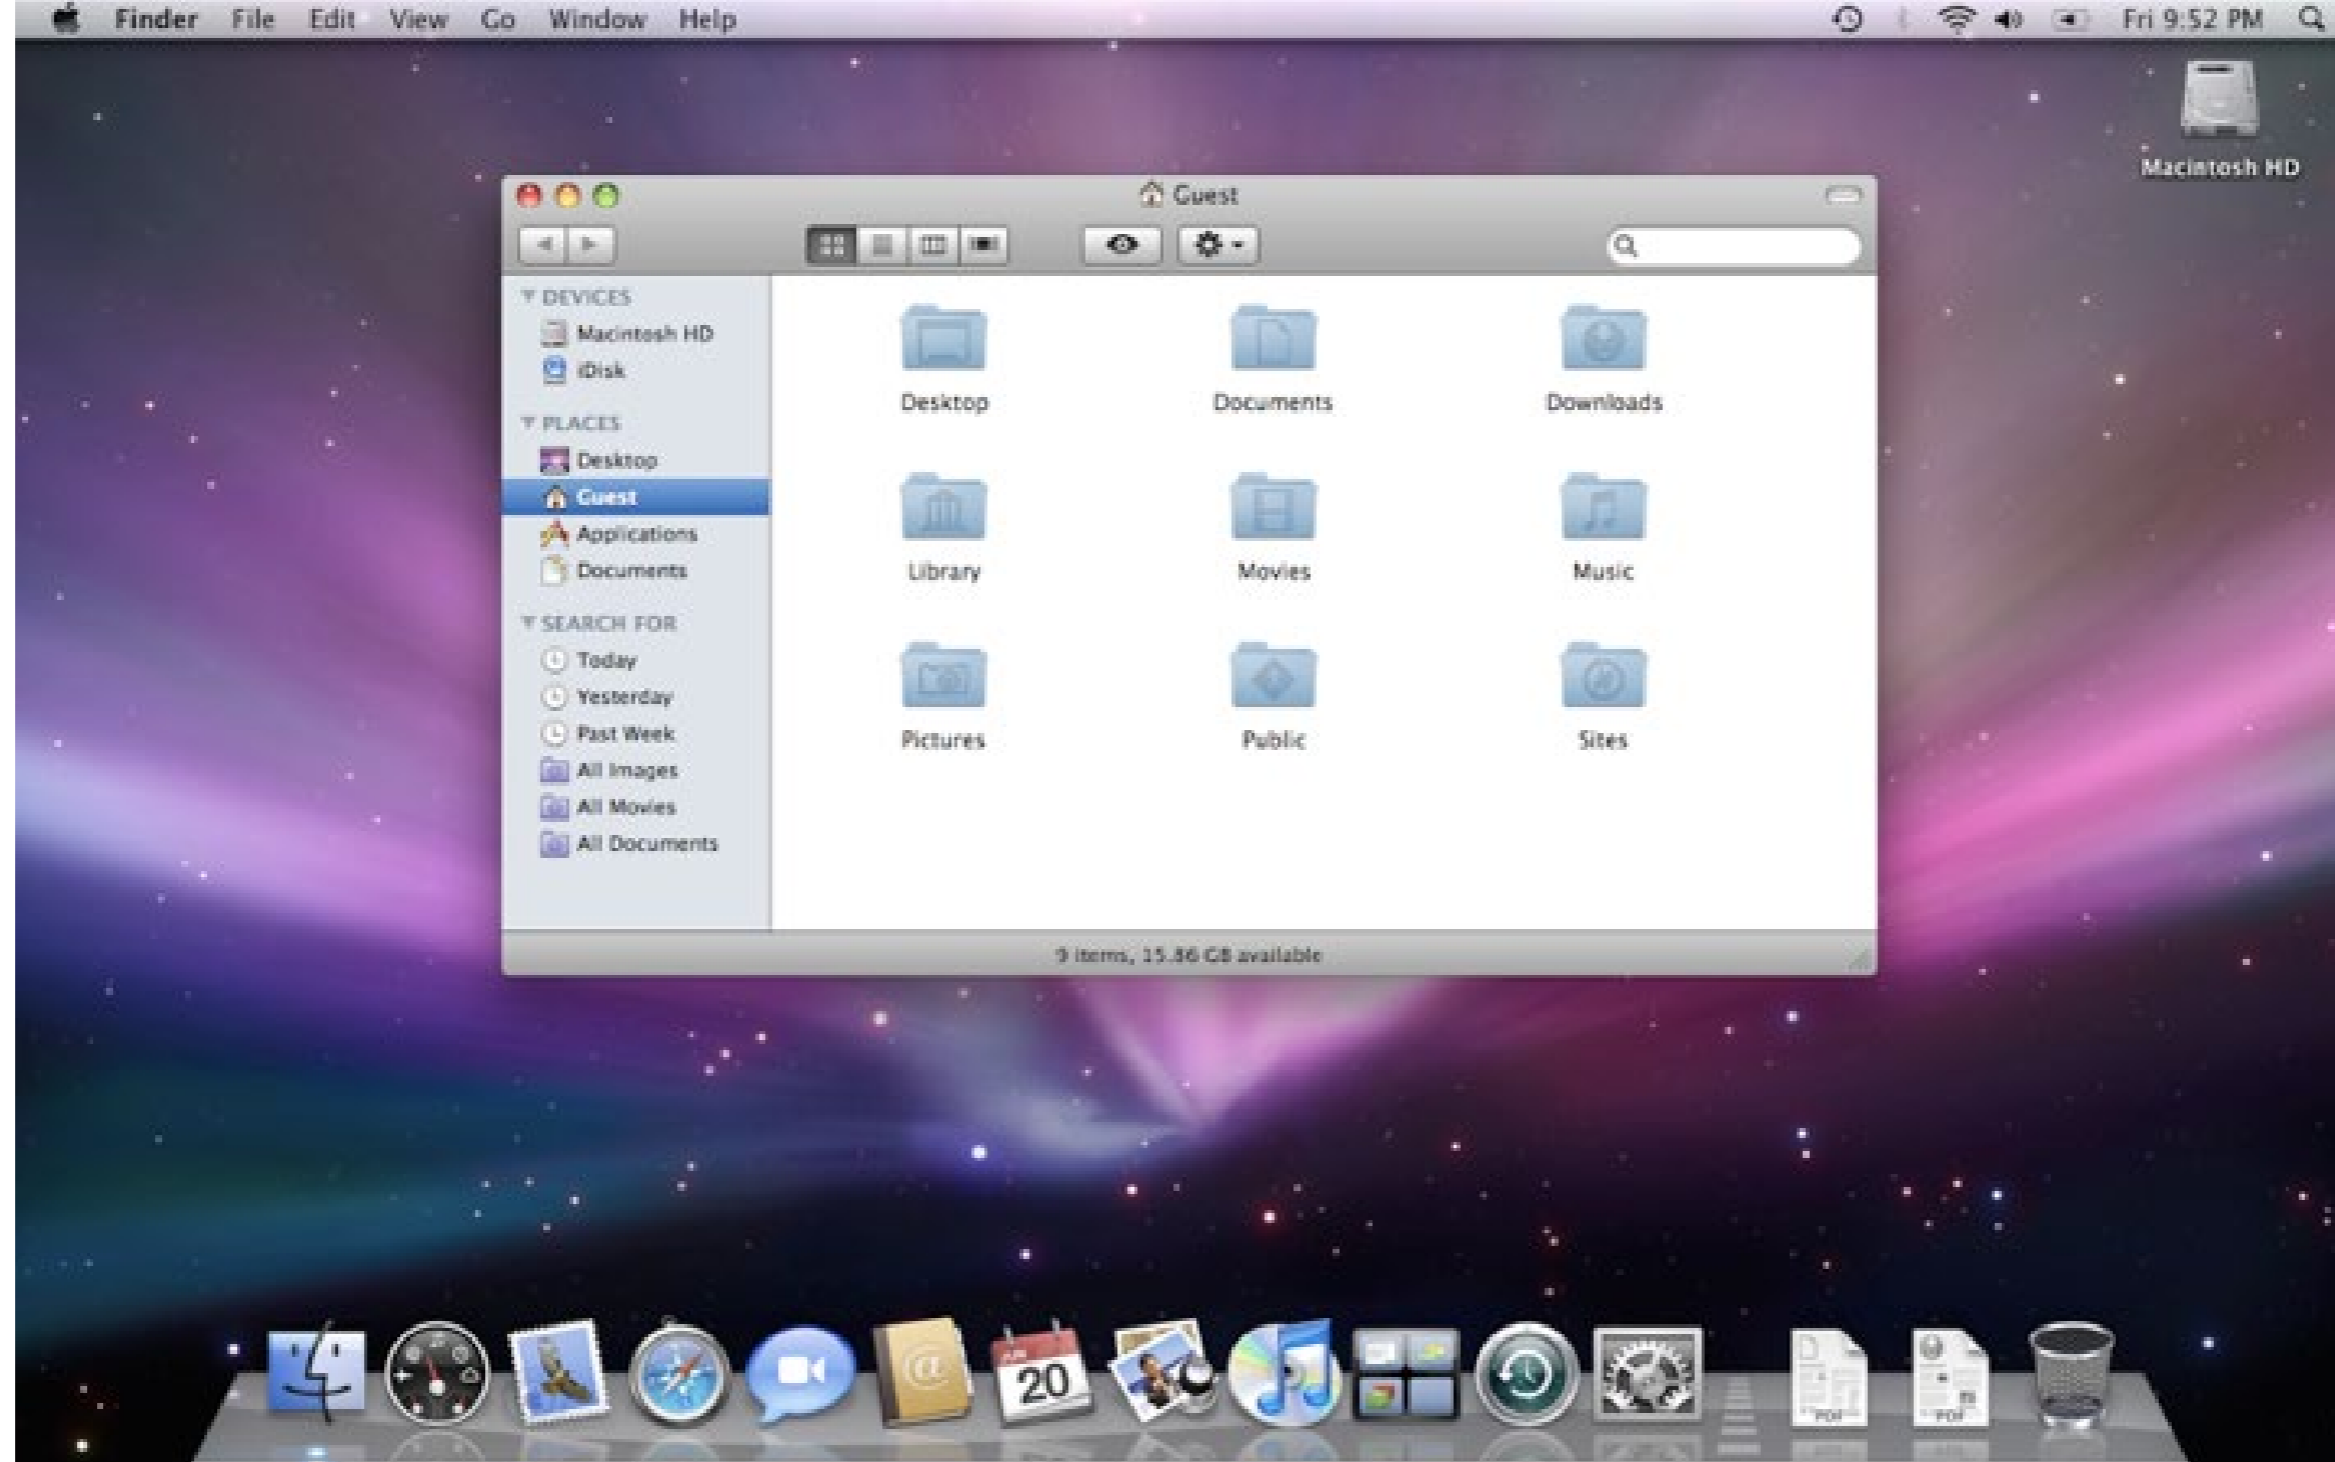 Finder File Edit View Go Window Help
Fri 9:52 PM
Macintosh HD
Guest
DEVICES
Macintosh HD
iDisk
PLACES
Desktop
Guest
Applications
Documents
SEARCH FOR
Today
Yesterday
Past Week
All Images
All Movies
All Documents
Desktop Documents Downloads
Library Movies Music
Pictures Public Sites
9 items, 15.86 GB available
@
20
PDF PDF